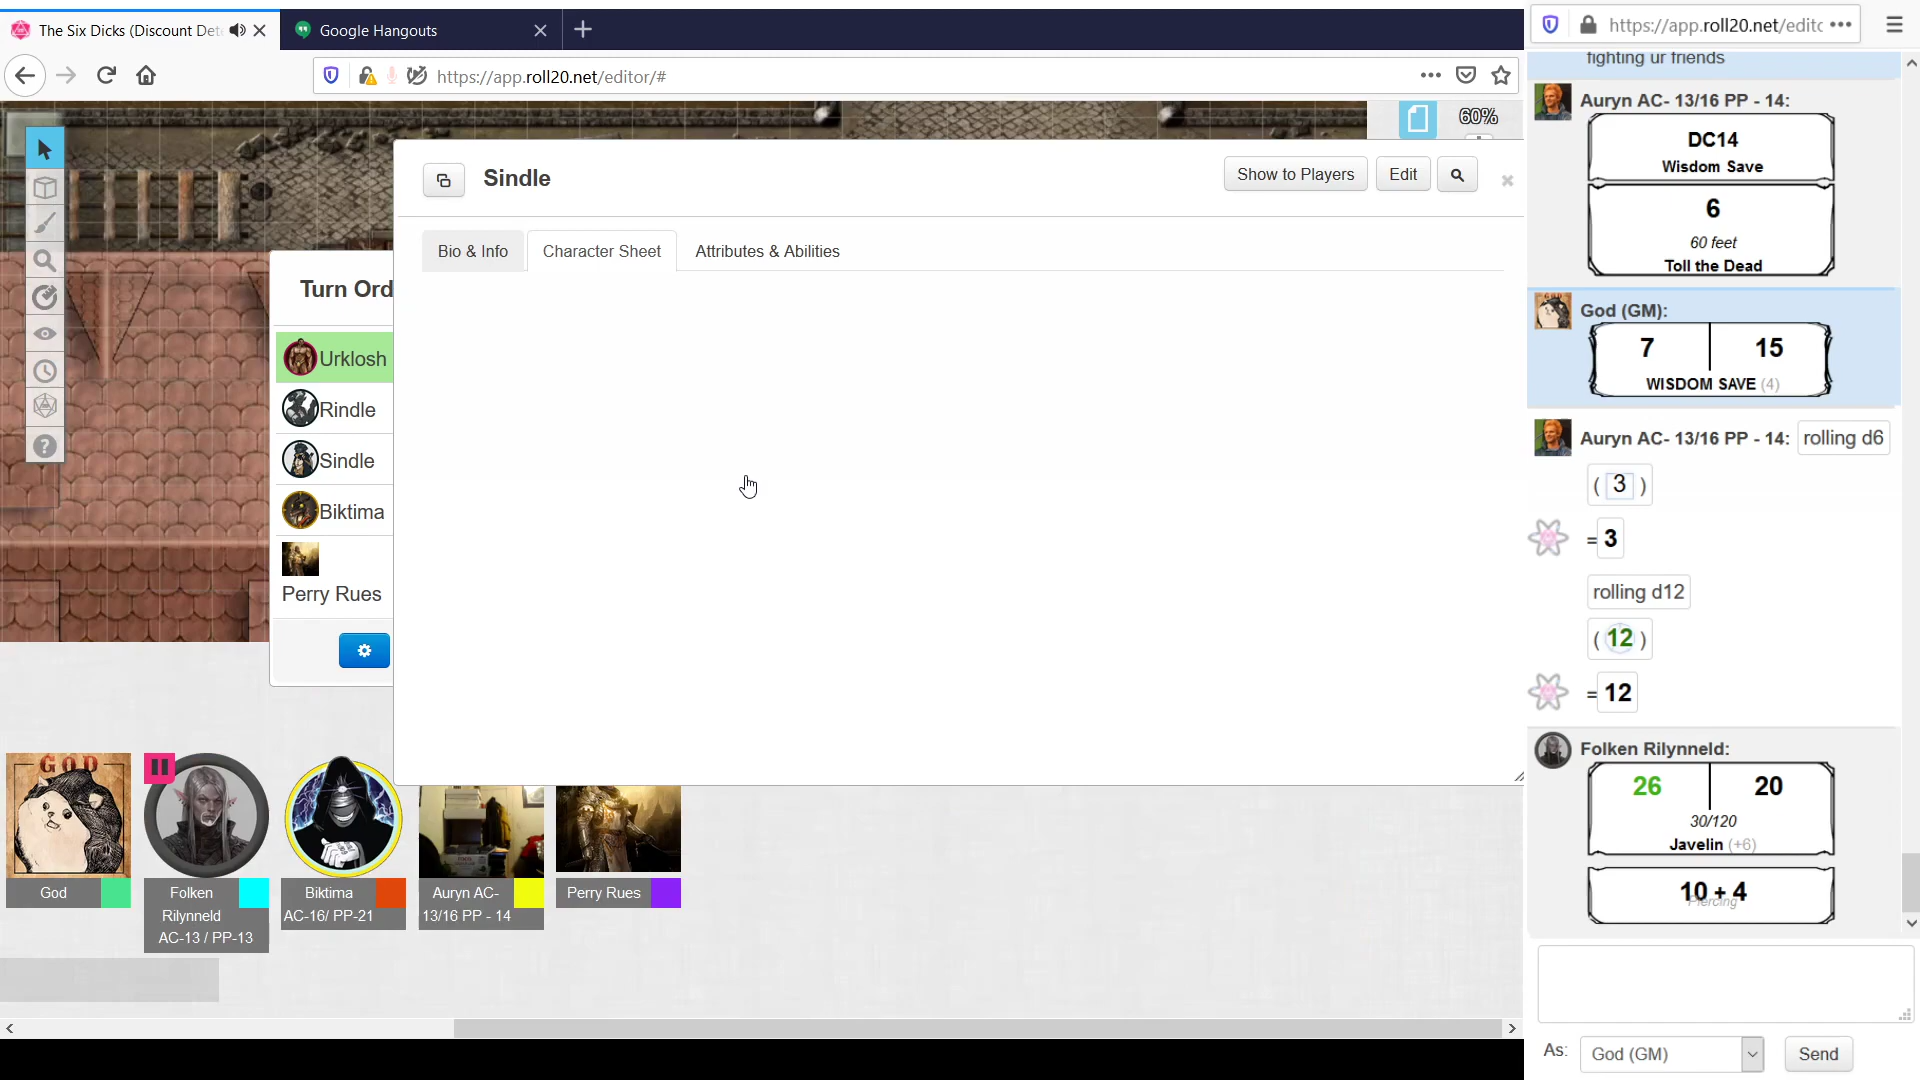 The Six Dicks (Discount Det
Google Hangouts
https://app.roll20.net/editor/#
https://app.roll20.net/edito
60%
Sindle
Show to Players
Edit
Bio & Info
Character Sheet
Attributes & Abilities
Turn Ord
Urklosh
Rindle
Sindle
Biktima
Perry Rues
GOD
God
Folken
Rilynneld
AC-13 / PP-13
Biktima
AC-16/ PP-21
Auryn AC-
13/16 PP - 14
Perry Rues
fighting ur friends
Auryn AC- 13/16 PP - 14:
DC14
Wisdom Save
6
60 feet
Toll the Dead
God (GM):
7 15
WISDOM SAVE (4)
Auryn AC- 13/16 PP - 14: rolling d6
( 3 )
= 3
rolling d12
( 12 )
= 12
Folken Rilynneld:
26 20
30/120
Javelin (+6)
10 + 4
Piercing
As: God (GM) Send